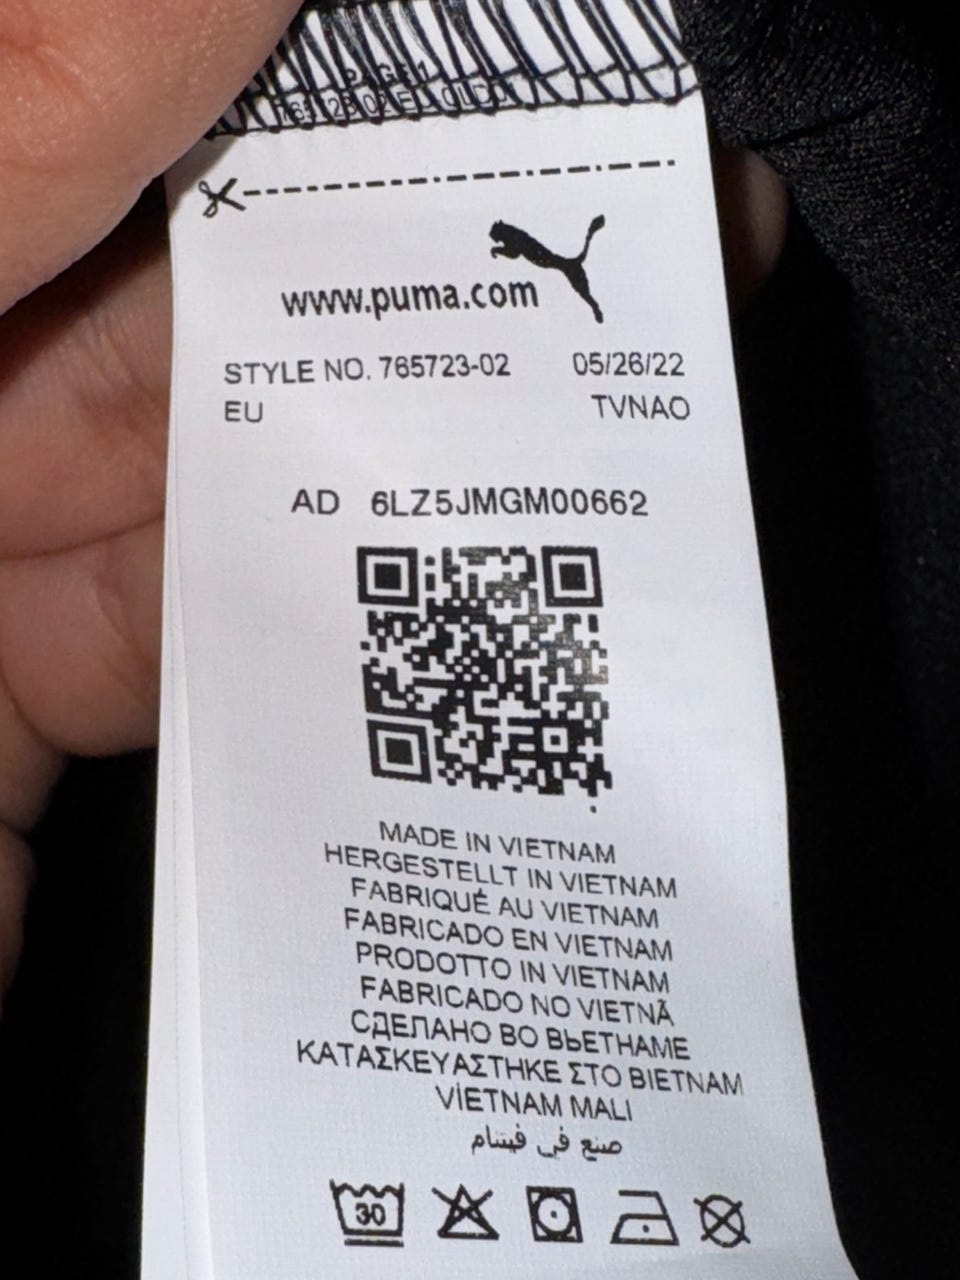 PAGE 1
www.puma.com
STYLE NO. 765723-02 05/26/22
EU TVNAO
AD 6LZ5JMGM00662
MADE IN VIETNAM
HERGESTELLT IN VIETNAM
FABRIQUÉ AU VIETNAM
FABRICADO EN VIETNAM
PRODOTTO IN VIETNAM
FABRICADO NO VIETNÃ
СДЕЛАНО ВО ВЬЕТНАМЕ
ΚΑΤΑΣΚΕΥΑΣΤΗΚΕ ΣΤΟ ΒΙΕΤΝΑΜ
VİETNAM MALI
صنع في فيتنام
30